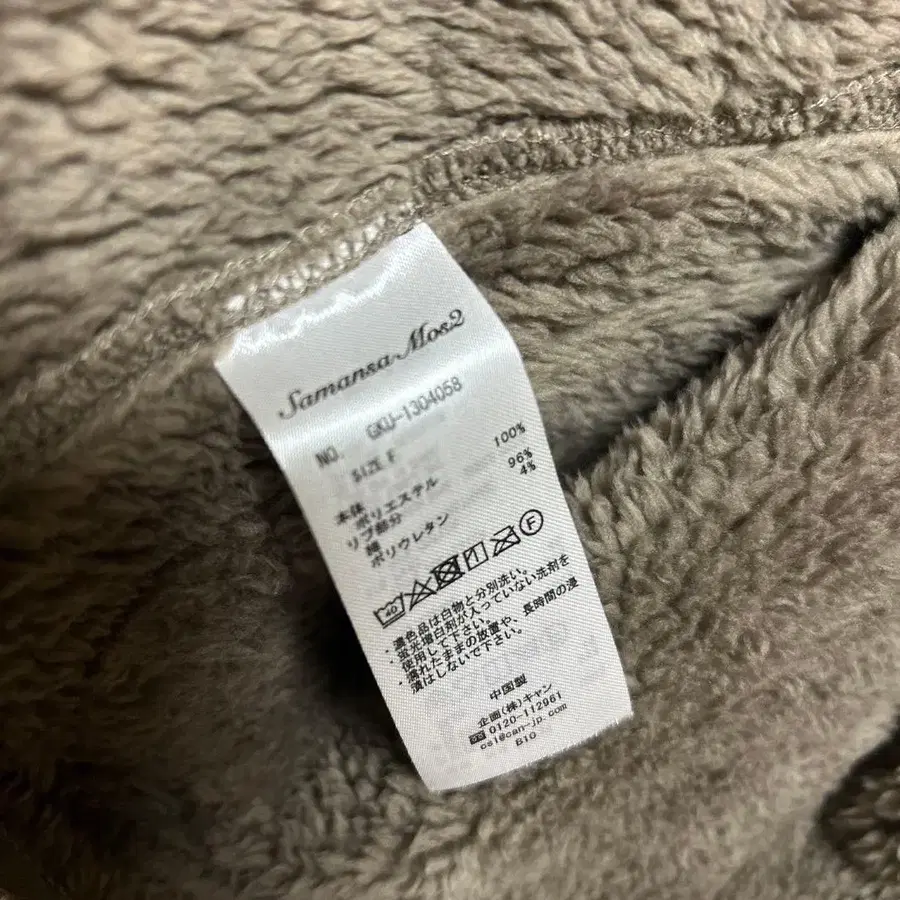 Samansa Mos2
NO. GKU-1304058
SIZE F
本体 100%
ポリエステル
リブ部分
綿 96%
ポリウレタン 4%
40 F
・濃色品は白物と分別洗い。
・蛍光増白剤が入っていない洗剤を
使用して下さい。
・濡れたままの放置や、長時間の浸
漬はしないで下さい。
中国製
企画(株)キャン
0120-112961
cs1@can-jp.com
B10